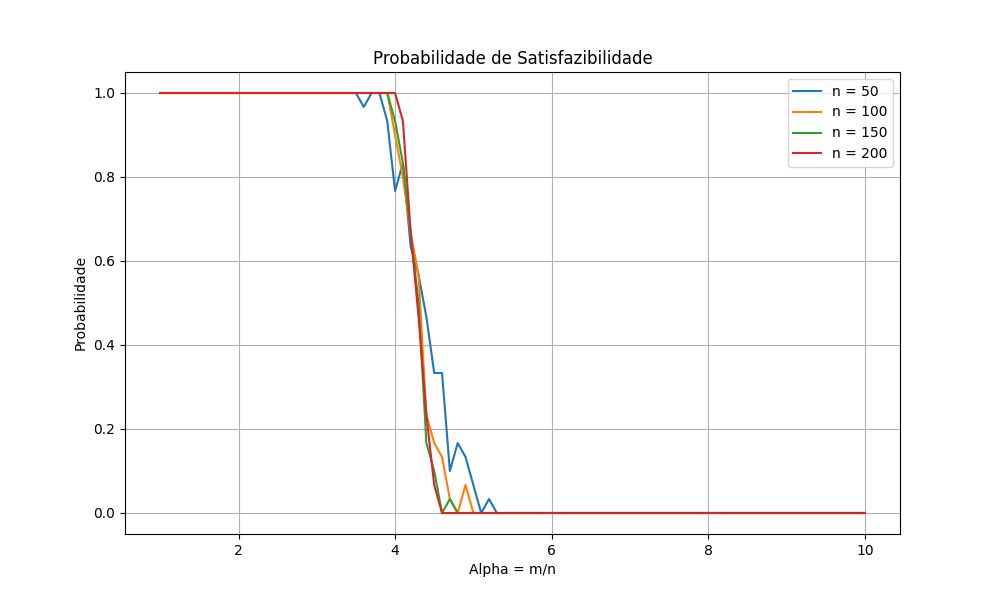 Probabilidade de Satisfazibilidade
n = 50
n = 100
n = 150
n = 200
Probabilidade
1.0
0.8
0.6
0.4
0.2
0.0
2 4 6 8 10
Alpha = m/n